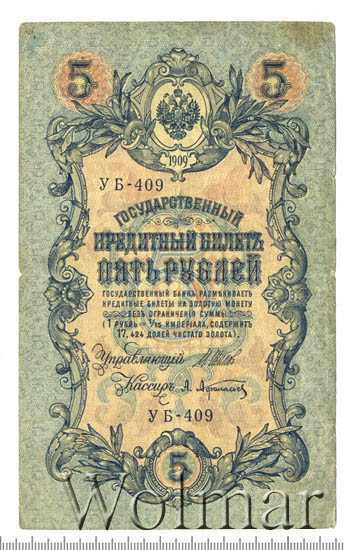 5 5
1909
УБ-409
ГОСУДАРСТВЕННЫЙ
КРЕДИТНЫЙ БИЛЕТЪ
ПЯТЬ РУБЛЕЙ
ГОСУДАРСТВЕННЫЙ БАНКЪ РАЗМѢНИВАЕТЪ
КРЕДИТНЫЕ БИЛЕТЫ НА ЗОЛОТУЮ МОНЕТУ
БЕЗЪ ОГРАНИЧЕНІЯ СУММЫ
(1 РУБЛЬ = 1/15 ИМПЕРІАЛА, СОДЕРЖИТЪ
17,424 ДОЛЕЙ ЧИСТАГО ЗОЛОТА).
Управляющій
Кассиръ А. Афанасьев
УБ-409
5
Wolmar